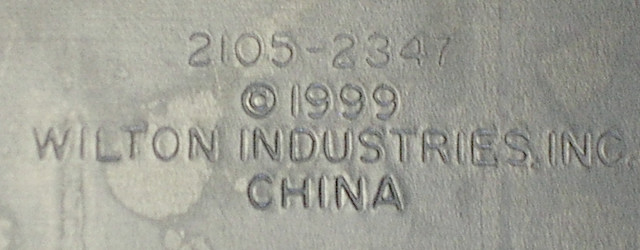 2105-2347
©1999
WILTON INDUSTRIES, INC.
CHINA